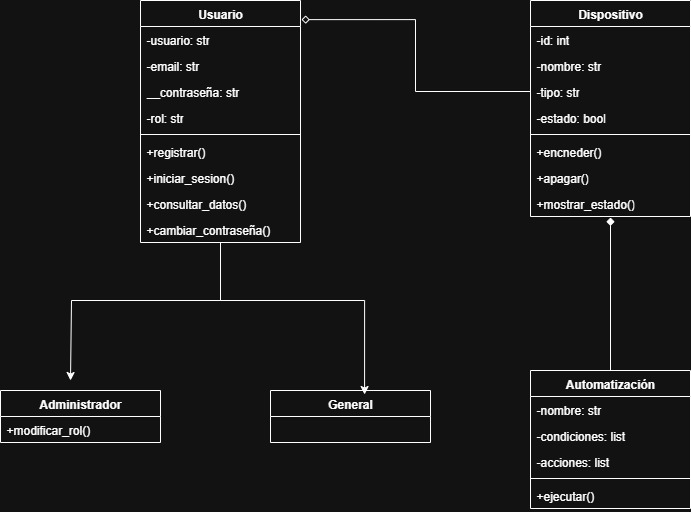 Usuario
-usuario: str
-email: str
__contraseña: str
-rol: str
+registrar()
+iniciar_sesion()
+consultar_datos()
+cambiar_contraseña()
Dispositivo
-id: int
-nombre: str
-tipo: str
-estado: bool
+encneder()
+apagar()
+mostrar_estado()
Administrador
+modificar_rol()
General
Automatización
-nombre: str
-condiciones: list
-acciones: list
+ejecutar()